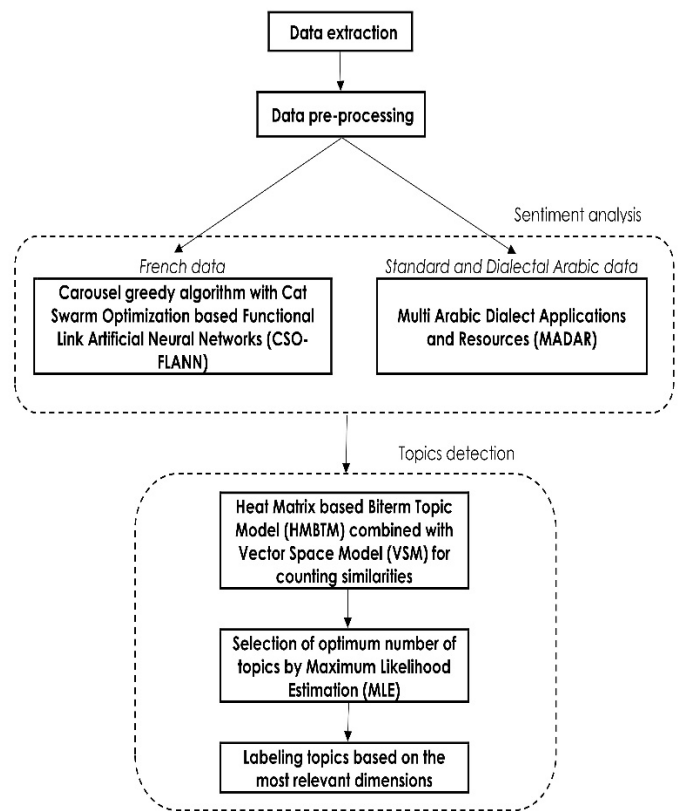 Data extraction
Data pre-processing
Sentiment analysis
French data
Carousel greedy algorithm with Cat
Swarm Optimization based Functional
Link Artificial Neural Networks (CSO-
FLANN)
Standard and Dialectal Arabic data
Multi Arabic Dialect Applications
and Resources (MADAR)
Topics detection
Heat Matrix based Biterm Topic
Model (HMBTM) combined with
Vector Space Model (VSM) for
counting similarities
Selection of optimum number of
topics by Maximum Likelihood
Estimation (MLE)
Labeling topics based on the
most relevant dimensions